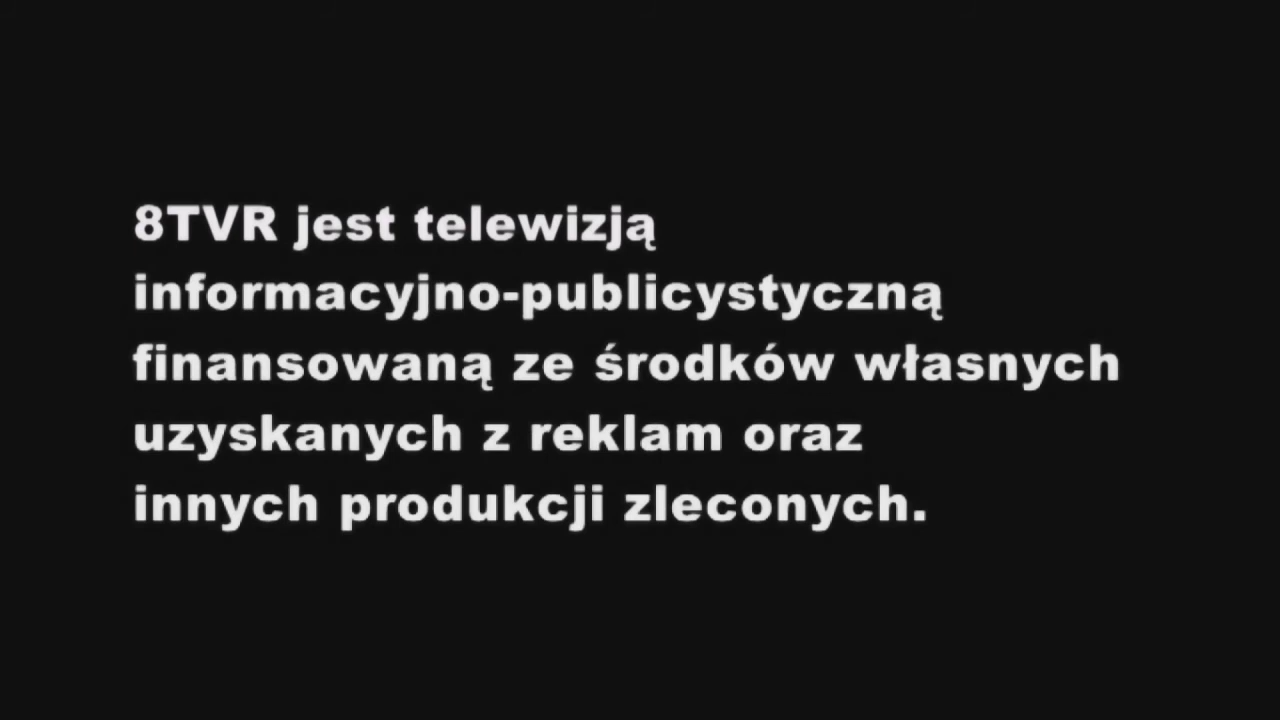 8TVR jest telewizją
informacyjno-publicystyczną
finansowaną ze środków własnych
uzyskanych z reklam oraz
innych produkcji zleconych.